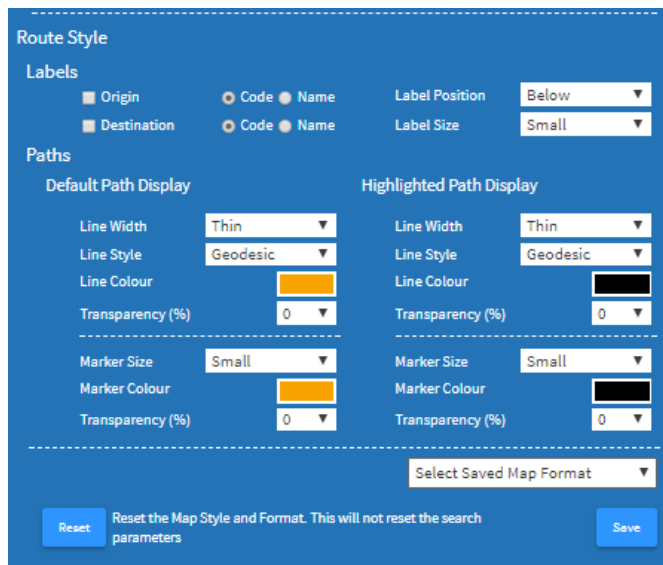 Route Style
Labels
Origin Code Name Label Position Below
Destination Code Name Label Size Small
Paths
Default Path Display Highlighted Path Display
Line Width Thin Line Width Thin
Line Style Geodesic Line Style Geodesic
Line Colour Line Colour
Transparency (%) 0 Transparency (%) 0
Marker Size Small Marker Size Small
Marker Colour Marker Colour
Transparency (%) 0 Transparency (%) 0
Select Saved Map Format
Reset Reset the Map Style and Format. This will not reset the search
parameters Save